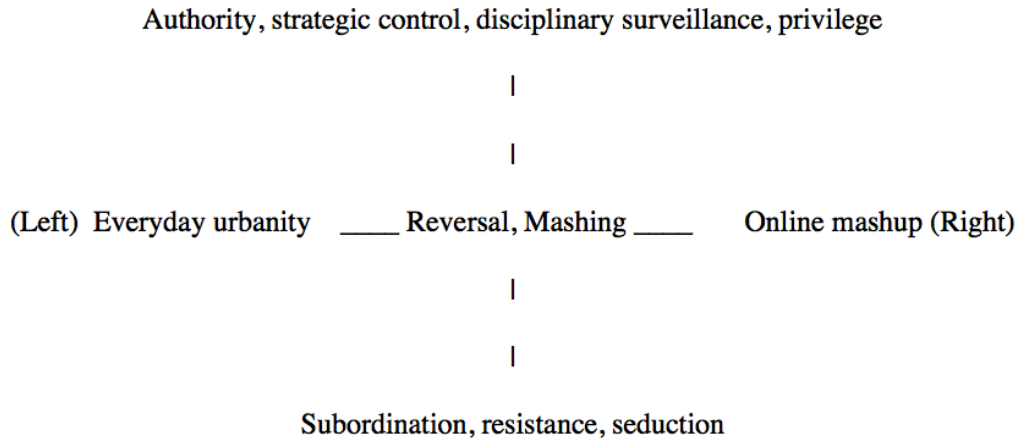 Authority, strategic control, disciplinary surveillance, privilege
|
|
(Left) Everyday urbanity ____ Reversal, Mashing ____ Online mashup (Right)
|
|
Subordination, resistance, seduction